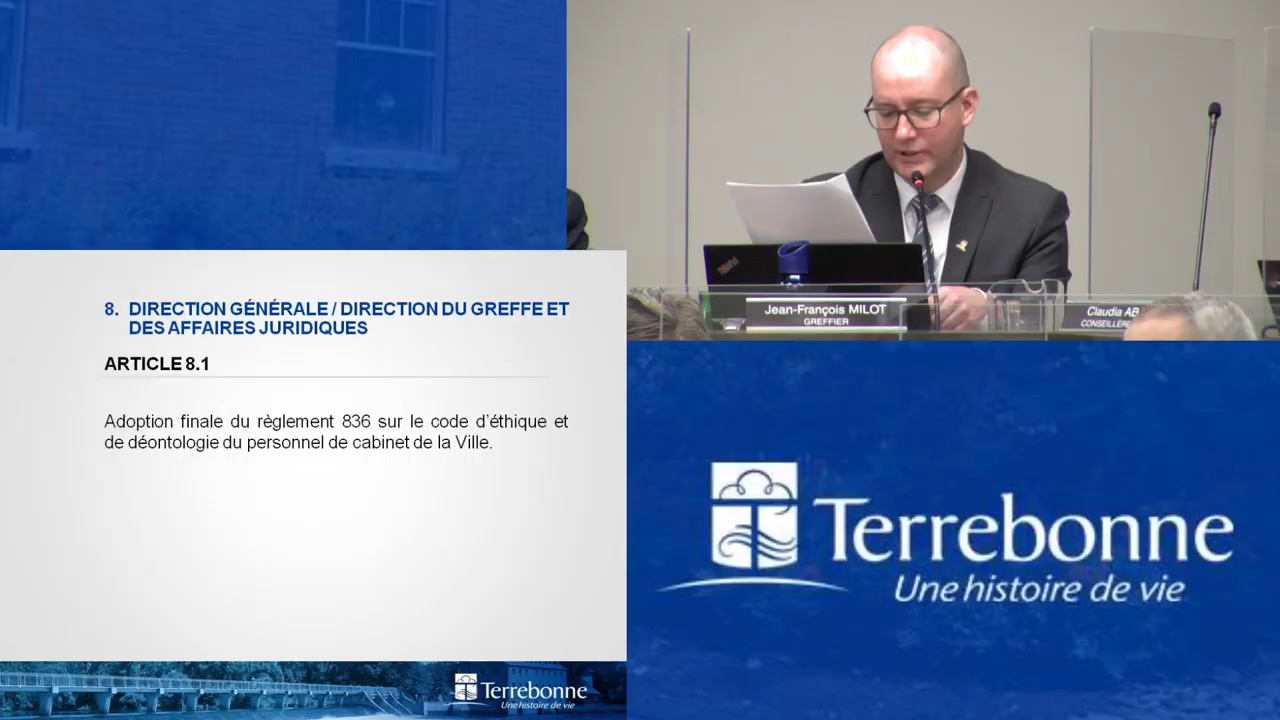 8. DIRECTION GÉNÉRALE / DIRECTION DU GREFFE ET
DES AFFAIRES JURIDIQUES
ARTICLE 8.1
Adoption finale du règlement 836 sur le code d'éthique et
de déontologie du personnel de cabinet de la Ville.
Terrebonne
Une histoire de vie
ThinkPad
Jean-François MILOT
GREFFIER
Claudia AB
CONSEILLÈRE
Terrebonne
Une histoire de vie